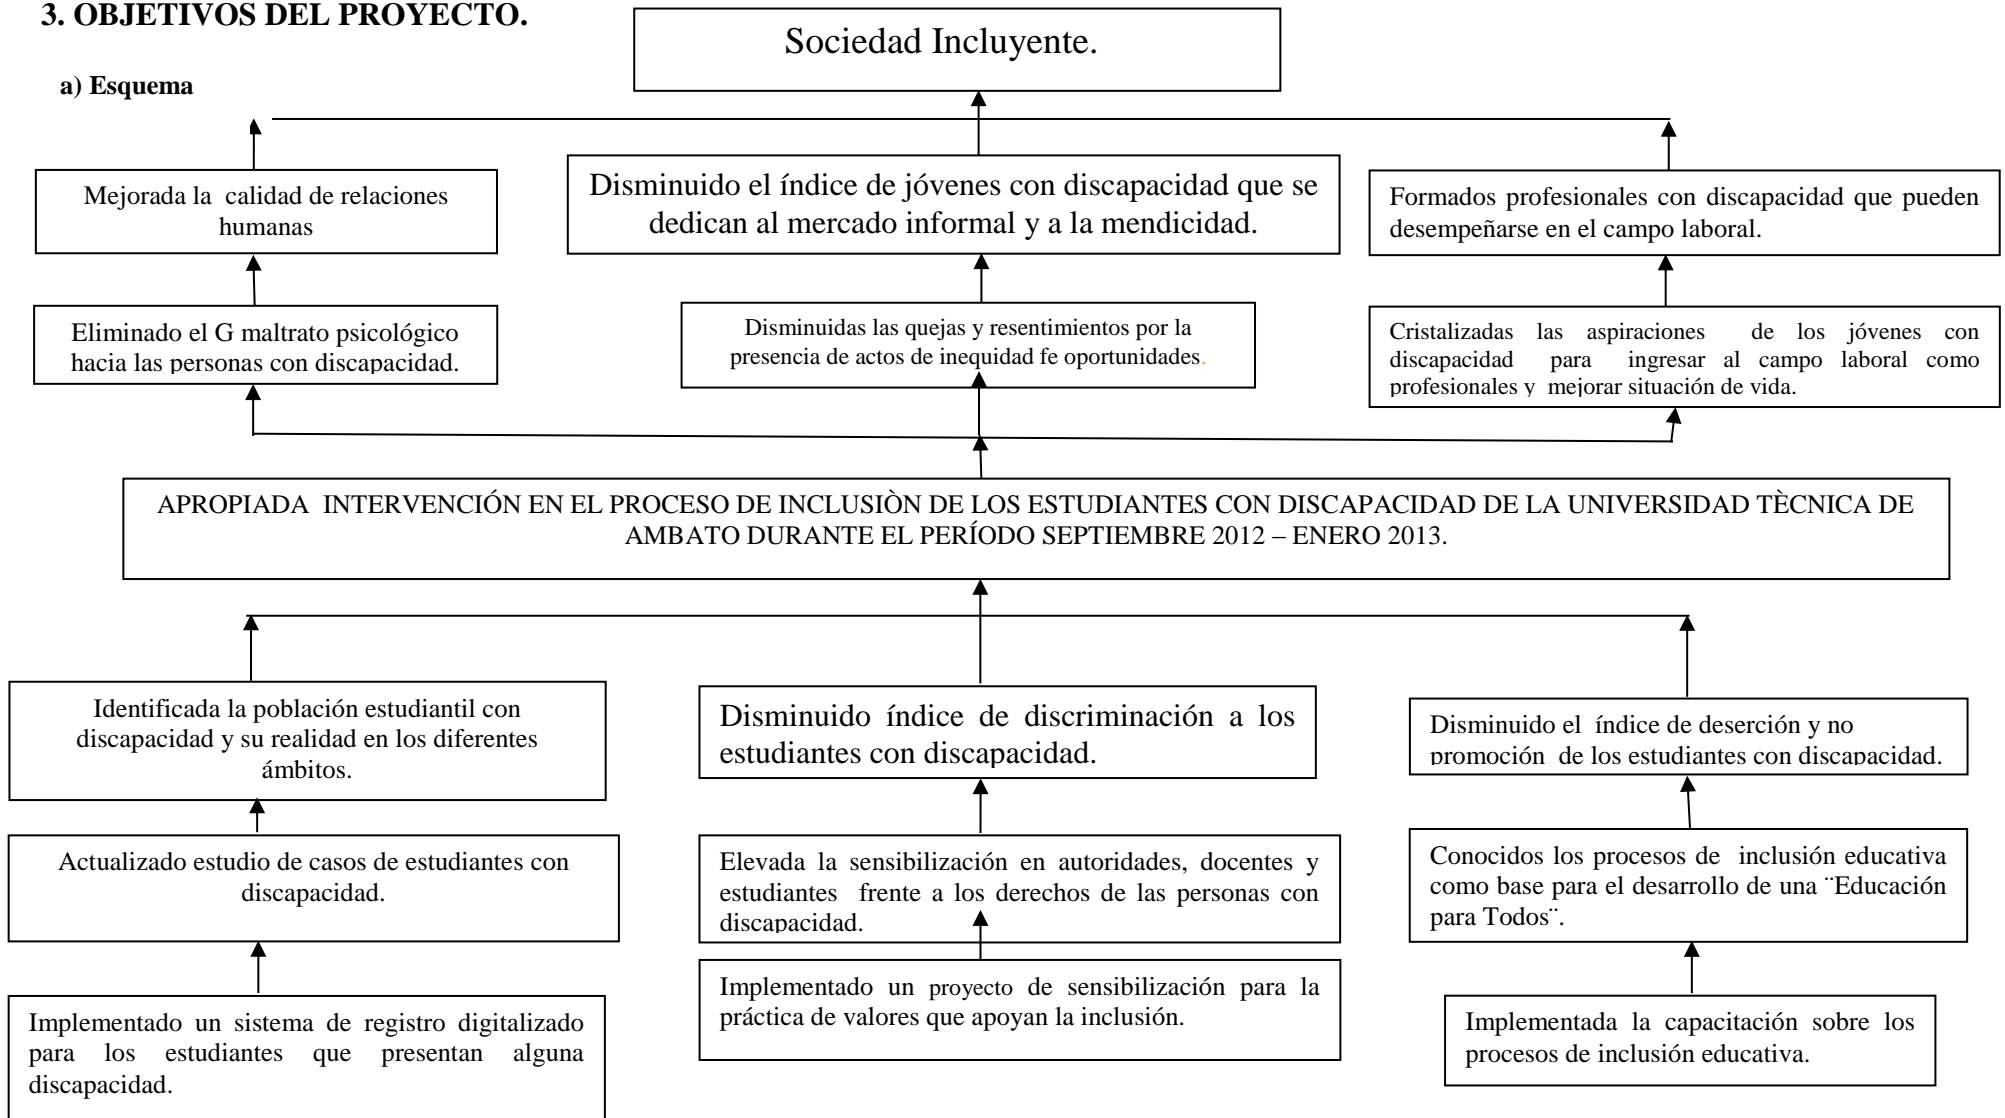 3. OBJETIVOS DEL PROYECTO.
Sociedad Incluyente.
a) Esquema
Mejorada la calidad de relaciones
humanas
Disminuido el índice de jóvenes con discapacidad que se
dedican al mercado informal y a la mendicidad.
Formados profesionales con discapacidad que pueden
desempeñarse en el campo laboral.
Eliminado el G maltrato psicológico
hacia las personas con discapacidad.
Disminuidas las quejas y resentimientos por la
presencia de actos de inequidad fe oportunidades.
Cristalizadas las aspiraciones de los jóvenes con
discapacidad para ingresar al campo laboral como
profesionales y mejorar situación de vida.
APROPIADA INTERVENCIÓN EN EL PROCESO DE INCLUSIÒN DE LOS ESTUDIANTES CON DISCAPACIDAD DE LA UNIVERSIDAD TÈCNICA DE
AMBATO DURANTE EL PERÍODO SEPTIEMBRE 2012 – ENERO 2013.
Identificada la población estudiantil con
discapacidad y su realidad en los diferentes
ámbitos.
Disminuido índice de discriminación a los
estudiantes con discapacidad.
Disminuido el índice de deserción y no
promoción de los estudiantes con discapacidad.
Actualizado estudio de casos de estudiantes con
discapacidad.
Elevada la sensibilización en autoridades, docentes y
estudiantes frente a los derechos de las personas con
discapacidad.
Conocidos los procesos de inclusión educativa
como base para el desarrollo de una ¨Educación
para Todos¨.
Implementado un sistema de registro digitalizado
para los estudiantes que presentan alguna
discapacidad.
Implementado un proyecto de sensibilización para la
práctica de valores que apoyan la inclusión.
Implementada la capacitación sobre los
procesos de inclusión educativa.